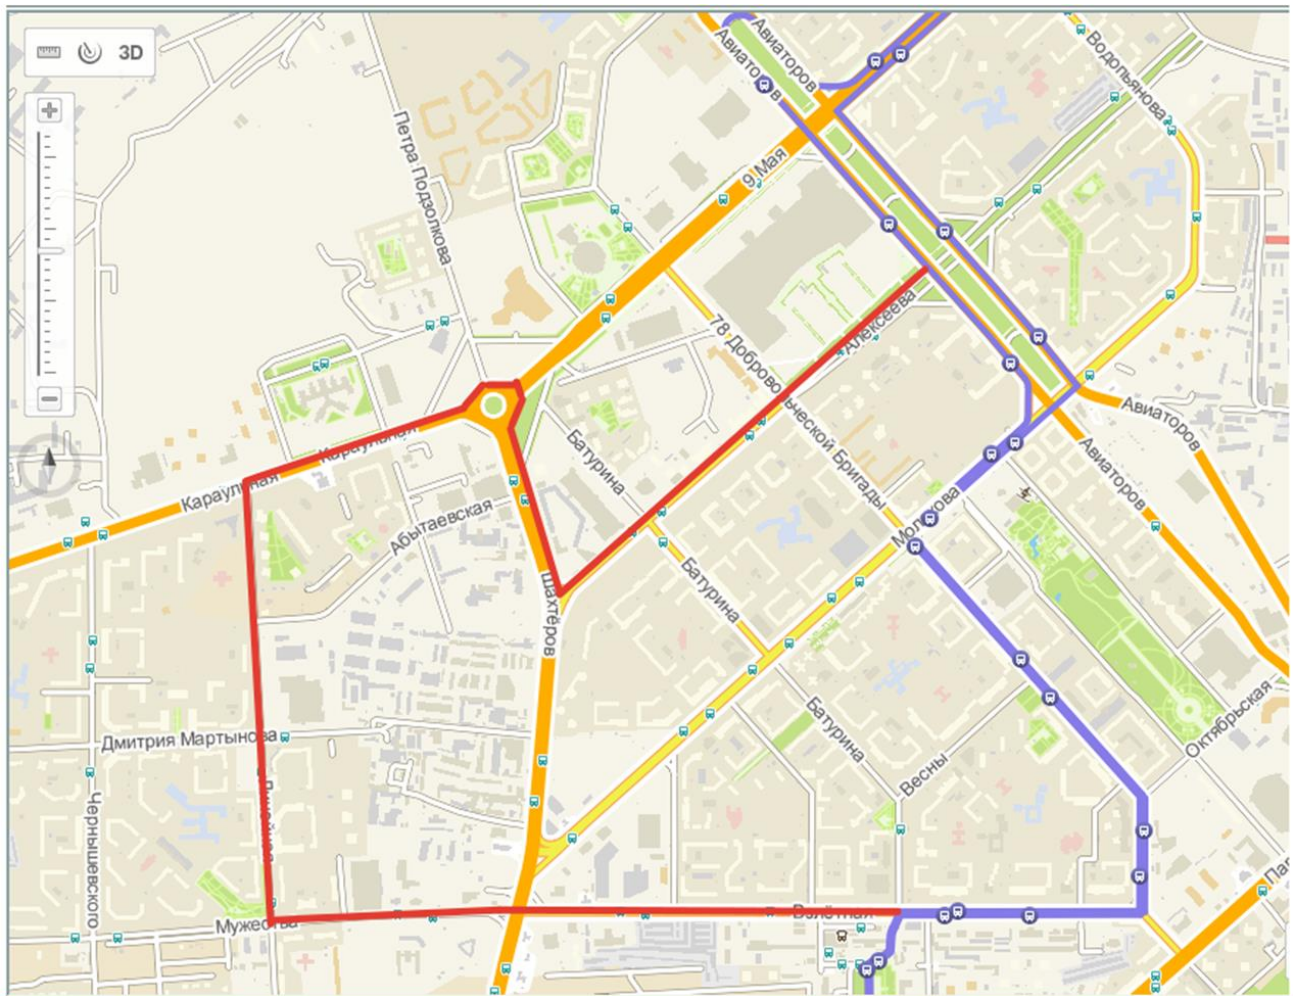 3D
Авиаторов
Авиаторов
Водопьянова
Петра Подзолкова
9 Мая
78 Добровольческой Бригады
Алексеева
Авиаторов
Авиаторов
Караульная
Караульная
Батурина
Абытаевская
Молокова
Шахтёров
Батурина
Батурина
Октябрьская
Дмитрия Мартынова
Весны
Чернышевского
Мужества
Взлётная